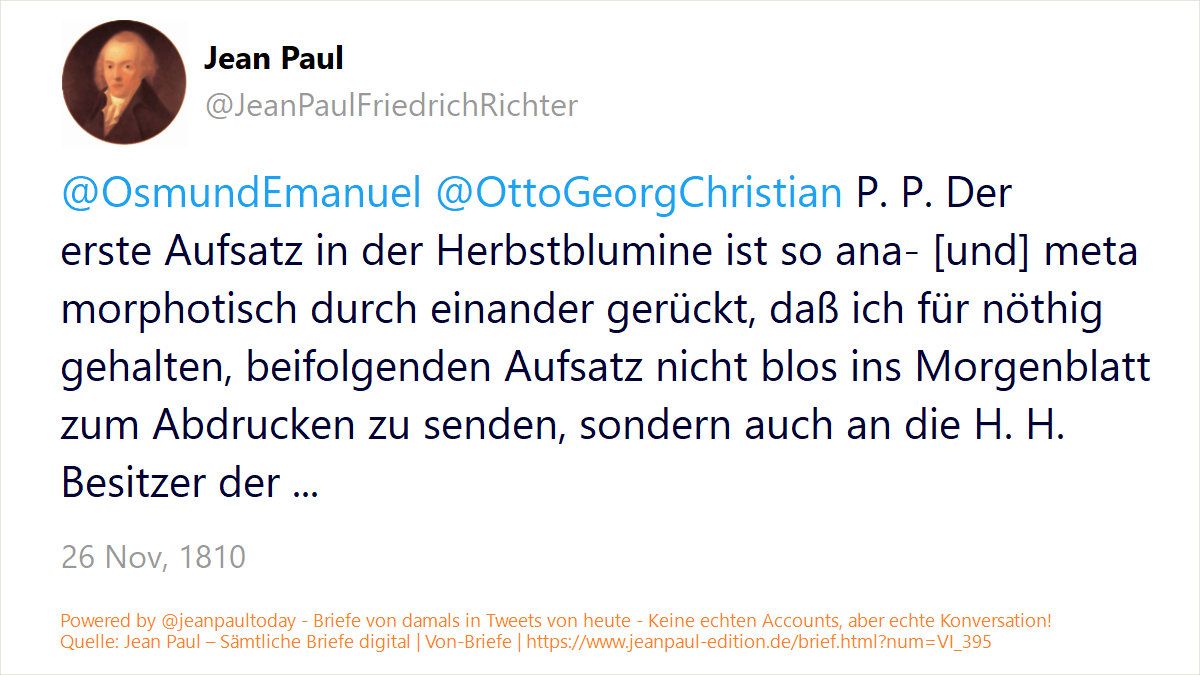 Jean Paul
@JeanPaulFriedrichRichter
@OsmundEmanuel @OttoGeorgChristian P. P. Der
erste Aufsatz in der Herbstblumine ist so ana- [und] meta
morphotisch durch einander gerückt, daß ich für nöthig
gehalten, beifolgenden Aufsatz nicht blos ins Morgenblatt
zum Abdrucken zu senden, sondern auch an die H. H.
Besitzer der ...
26 Nov, 1810
Powered by @jeanpaultoday - Briefe von damals in Tweets von heute - Keine echten Accounts, aber echte Konversation!
Quelle: Jean Paul – Sämtliche Briefe digital | Von-Briefe | https://www.jeanpaul-edition.de/brief.html?num=VI_395